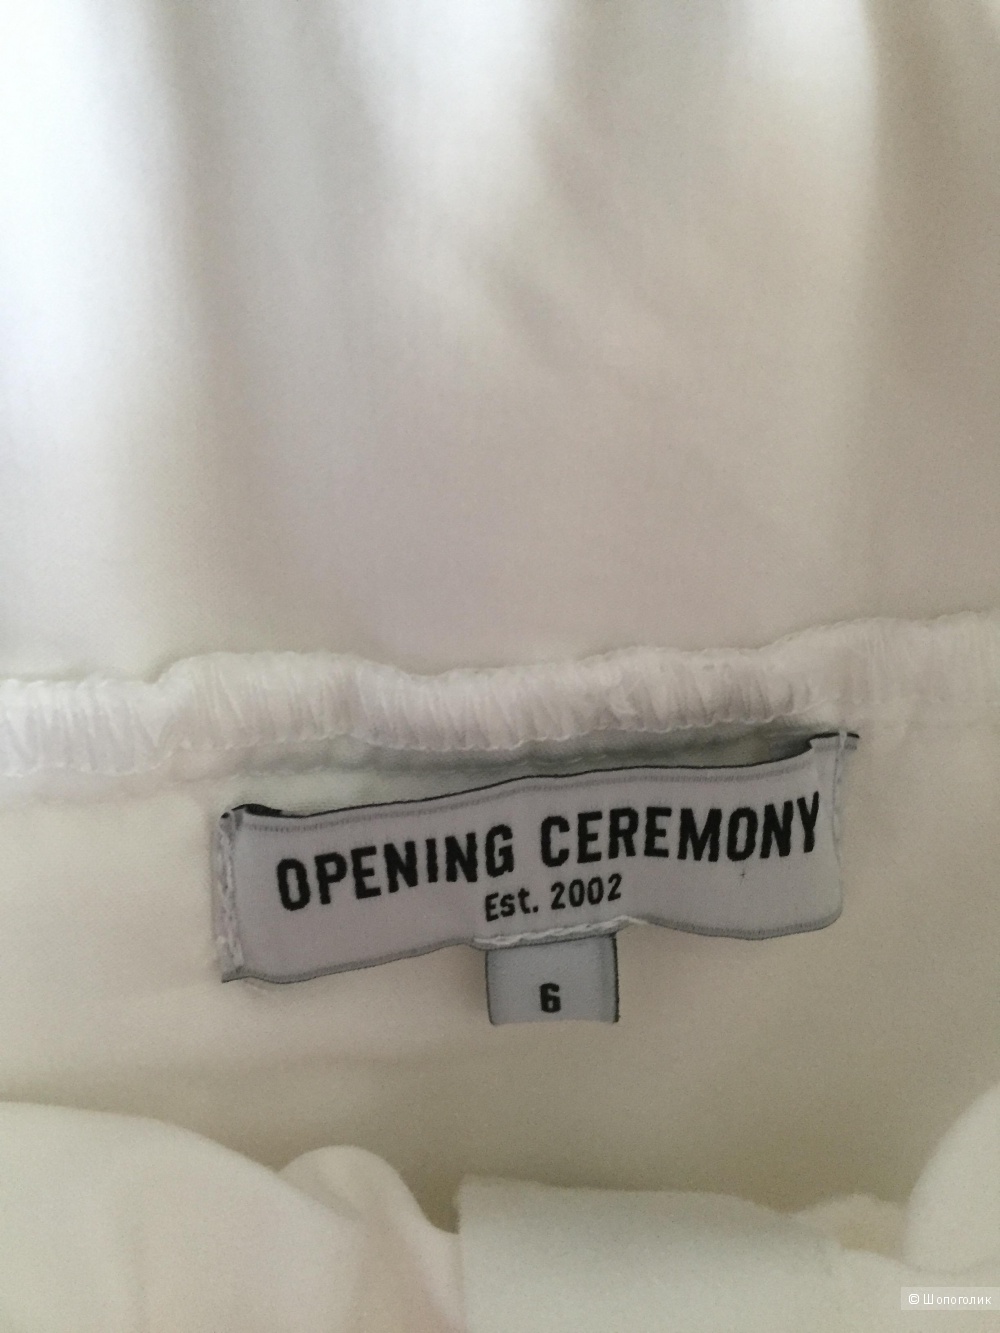 OPENING CEREMONY
Est. 2002
6
© Шопоголик